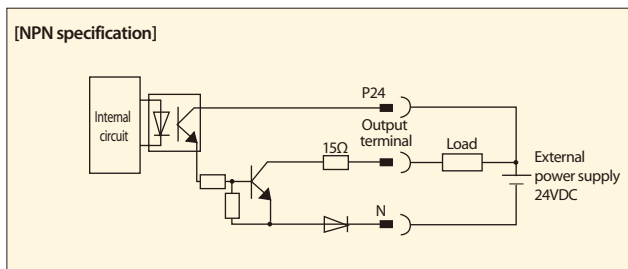 [NPN specification]
P24
Internal
circuit
Output
terminal
15Ω
Load
External
power supply
24VDC
N